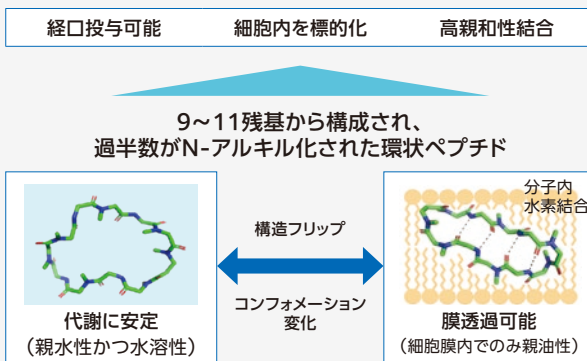 経口投与可能 細胞内を標的化 高親和性結合
9〜11残基から構成され、
過半数がN-アルキル化された環状ペプチド
構造フリップ
コンフォメーション
変化
代謝に安定
（親水性かつ水溶性）
分子内
水素結合
膜透過可能
（細胞膜内でのみ親油性）